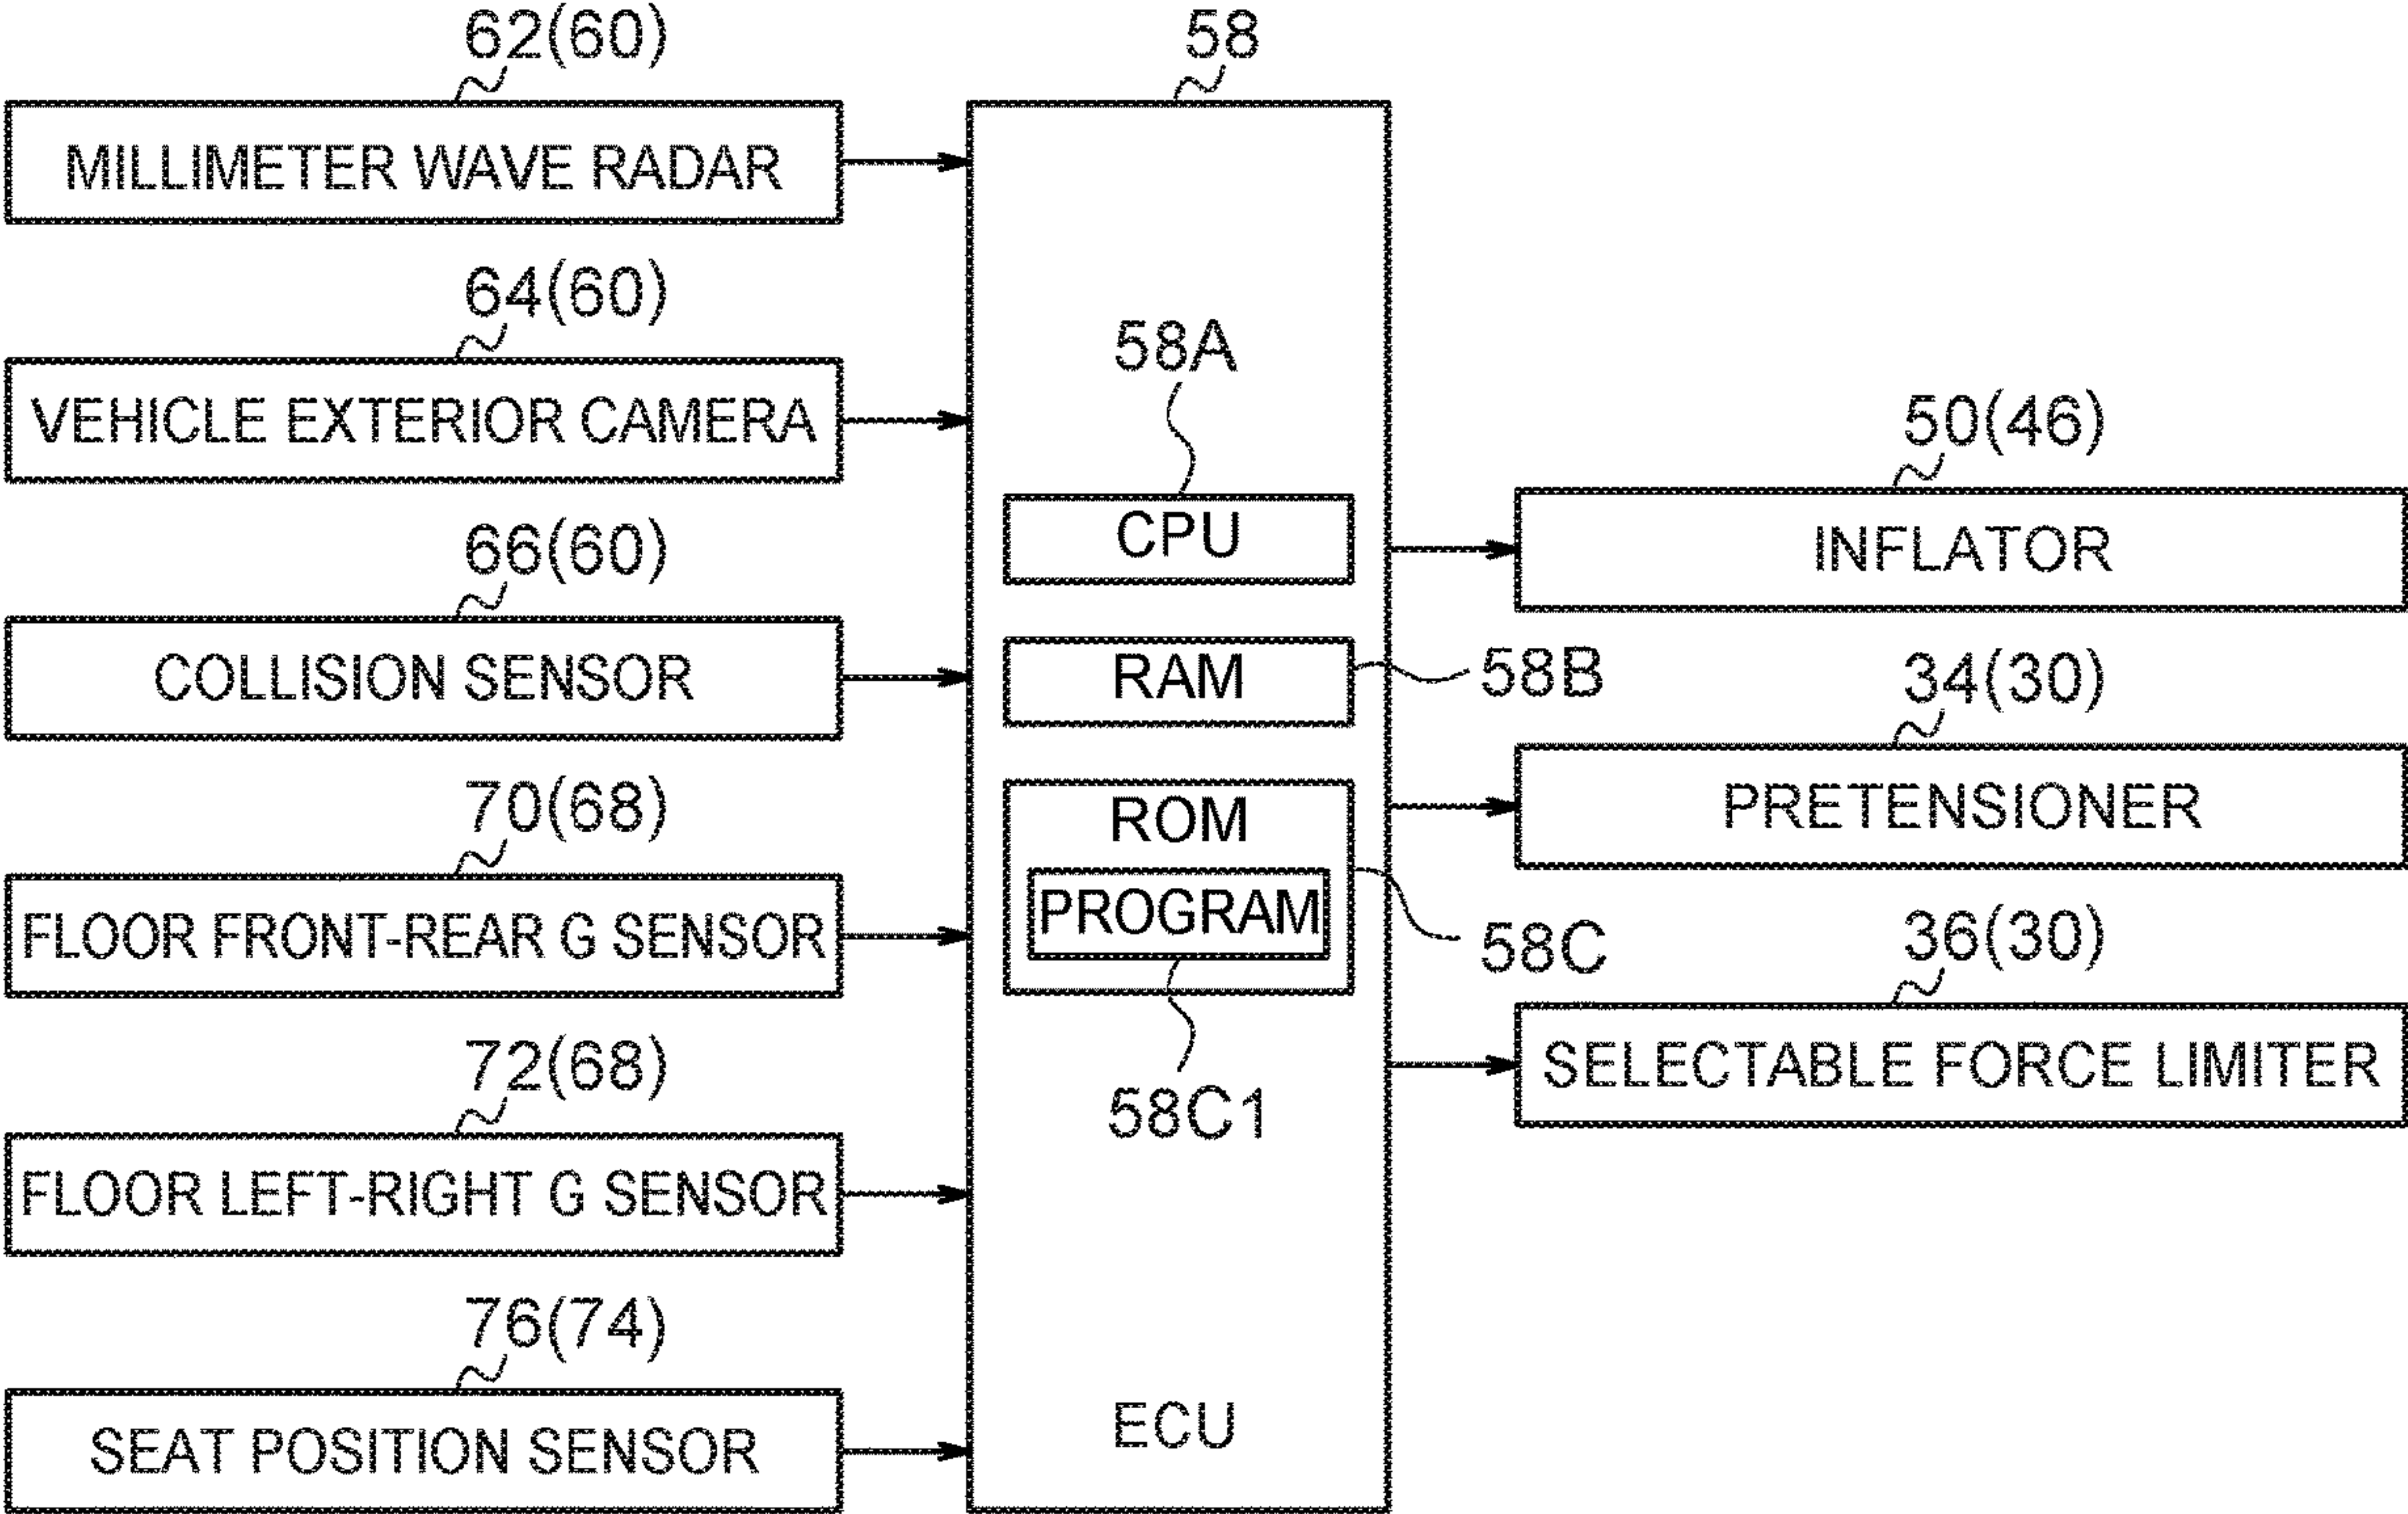 62(60)
MILLIMETER WAVE RADAR
64(60)
VEHICLE EXTERIOR CAMERA
66(60)
COLLISION SENSOR
70(68)
FLOOR FRONT-REAR G SENSOR
72(68)
FLOOR LEFT-RIGHT G SENSOR
76(74)
SEAT POSITION SENSOR
58
58A
CPU
RAM
58B
ROM
PROGRAM
58C
58C1
ECU
50(46)
INFLATOR
34(30)
PRETENSIONER
36(30)
SELECTABLE FORCE LIMITER